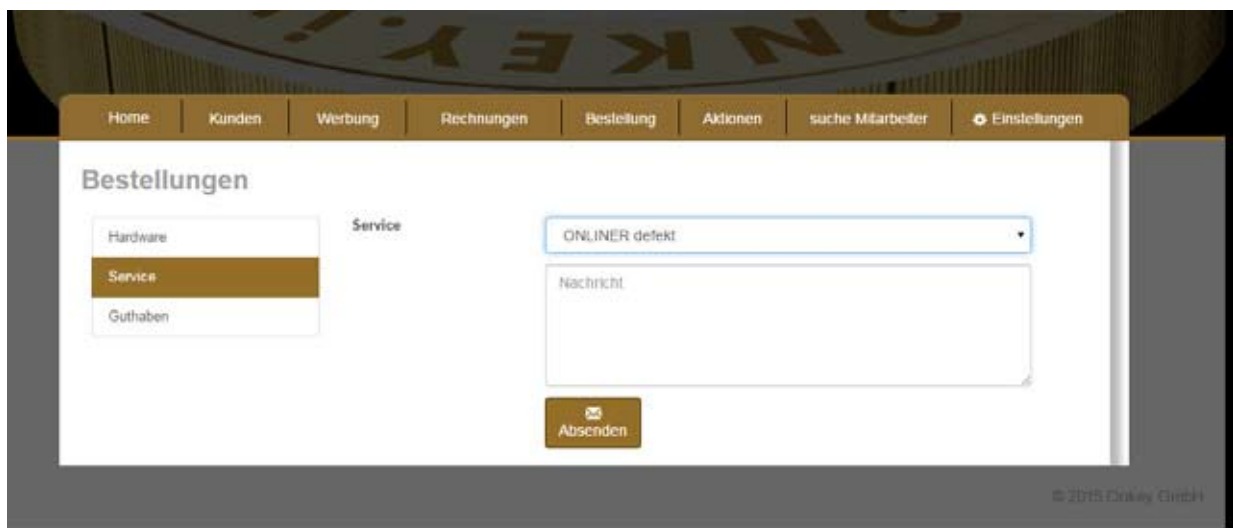 ONKEY.i
Home Kunden Werbung Rechnungen Bestellung Aktionen suche Mitarbeiter Einstellungen
Bestellungen
Hardware
Service
Guthaben
Service
ONLINER defekt
Nachricht
Absenden
© 2015 Onkey GmbH